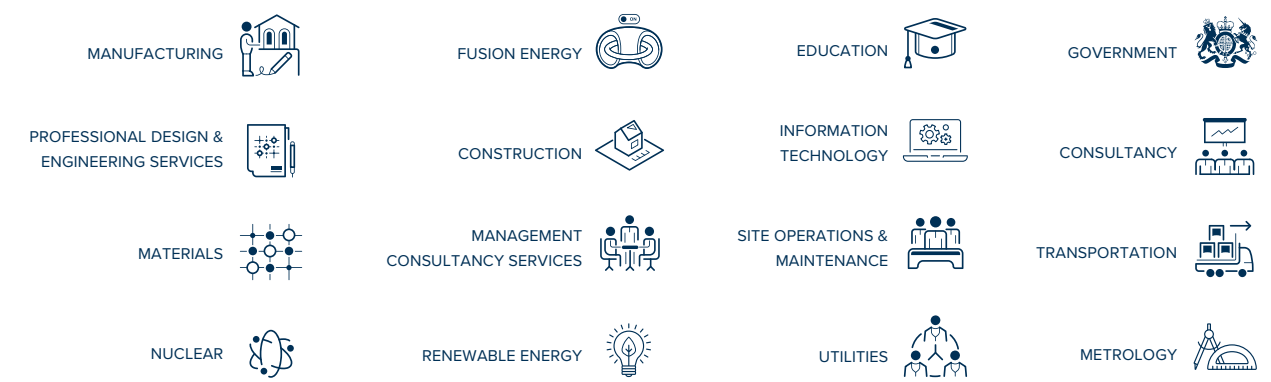 MANUFACTURING
FUSION ENERGY
ON
EDUCATION
GOVERNMENT
PROFESSIONAL DESIGN &
ENGINEERING SERVICES
CONSTRUCTION
INFORMATION
TECHNOLOGY
CONSULTANCY
MATERIALS
MANAGEMENT
CONSULTANCY SERVICES
SITE OPERATIONS &
MAINTENANCE
TRANSPORTATION
NUCLEAR
RENEWABLE ENERGY
UTILITIES
METROLOGY